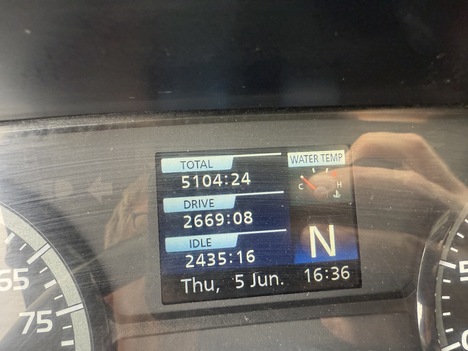 TOTAL
5104:24
WATER TEMP
C H
DRIVE
2669:08
IDLE
2435:16
N
Thu, 5 Jun. 16:36
65
75